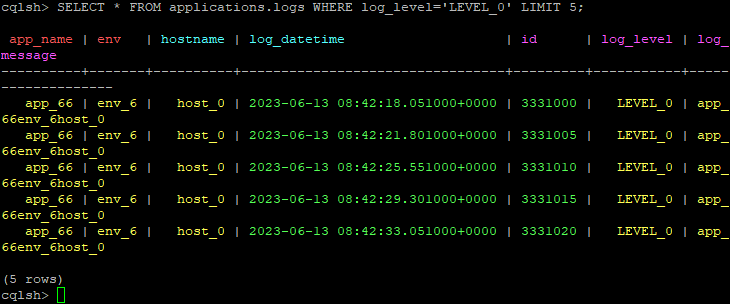 cqlsh> SELECT * FROM applications.logs WHERE log_level='LEVEL_0' LIMIT 5;
 app_name | env   | hostname | log_datetime                    | id      | log_level | log_
message
----------+-------+----------+---------------------------------+---------+-----------+-----
--------------
   app_66 | env_6 |   host_0 | 2023-06-13 08:42:18.051000+0000 | 3331000 |   LEVEL_0 | app_
66env_6host_0
   app_66 | env_6 |   host_0 | 2023-06-13 08:42:21.801000+0000 | 3331005 |   LEVEL_0 | app_
66env_6host_0
   app_66 | env_6 |   host_0 | 2023-06-13 08:42:25.551000+0000 | 3331010 |   LEVEL_0 | app_
66env_6host_0
   app_66 | env_6 |   host_0 | 2023-06-13 08:42:29.301000+0000 | 3331015 |   LEVEL_0 | app_
66env_6host_0
   app_66 | env_6 |   host_0 | 2023-06-13 08:42:33.051000+0000 | 3331020 |   LEVEL_0 | app_
66env_6host_0
(5 rows)
cqlsh>